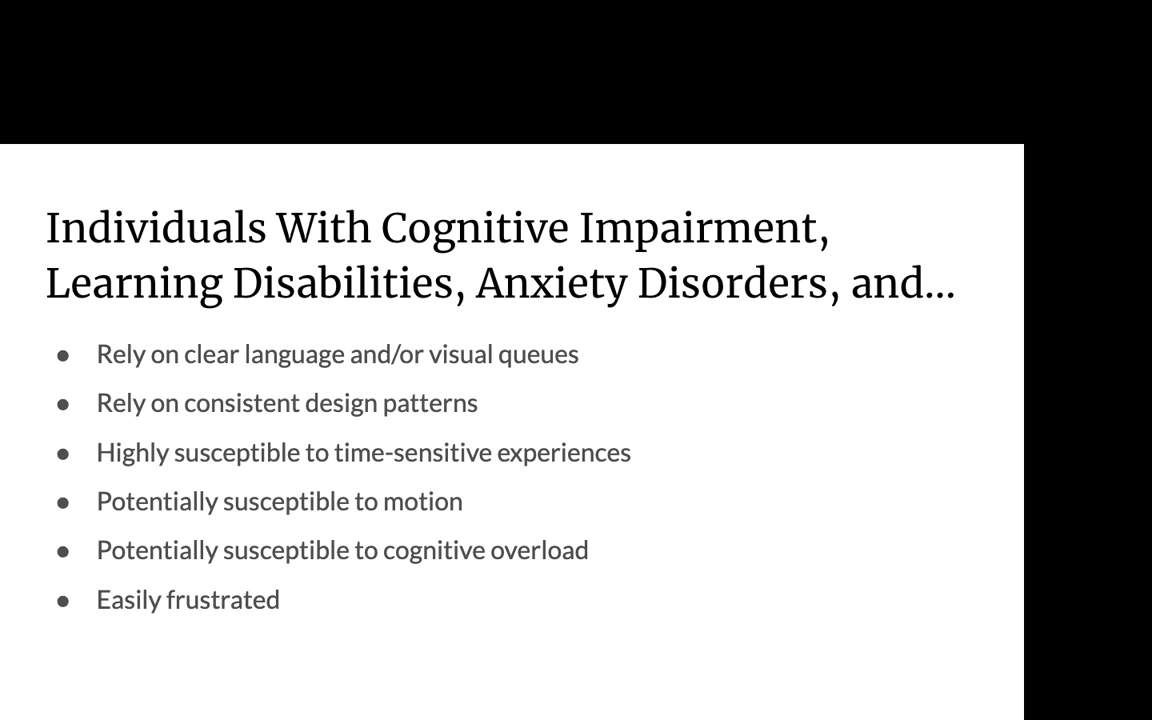 Individuals With Cognitive Impairment,
Learning Disabilities, Anxiety Disorders, and...
● Rely on clear language and/or visual queues
● Rely on consistent design patterns
● Highly susceptible to time-sensitive experiences
● Potentially susceptible to motion
● Potentially susceptible to cognitive overload
● Easily frustrated